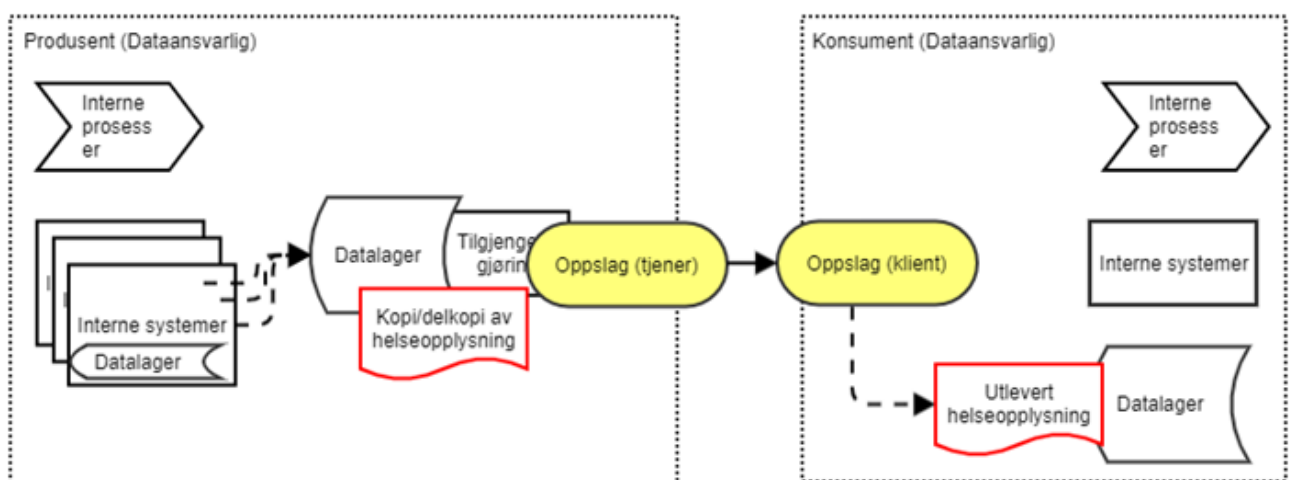 Produsent (Dataansvarlig)
Interne
prosess
er
Interne systemer
Datalager
Datalager
Kopi/delkopi av
helseopplysning
Oppslag (tjener)
Konsument (Dataansvarlig)
Interne
prosess
er
Oppslag (klient)
Interne systemer
Utlevert
helseopplysning
Datalager